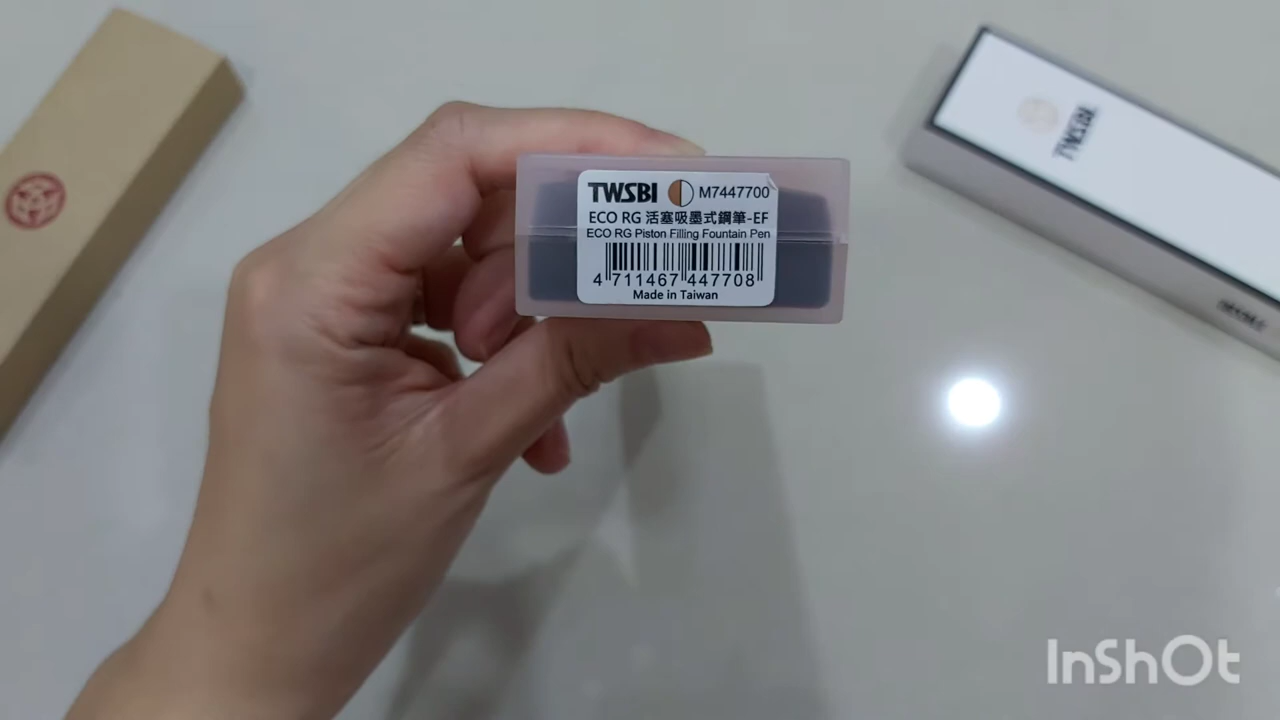 TWSBI M7447700
ECO RG 活塞吸墨式鋼筆-EF
ECO RG Piston Filling Fountain Pen
4 711467 447708
Made in Taiwan
TWSBI
InShOt